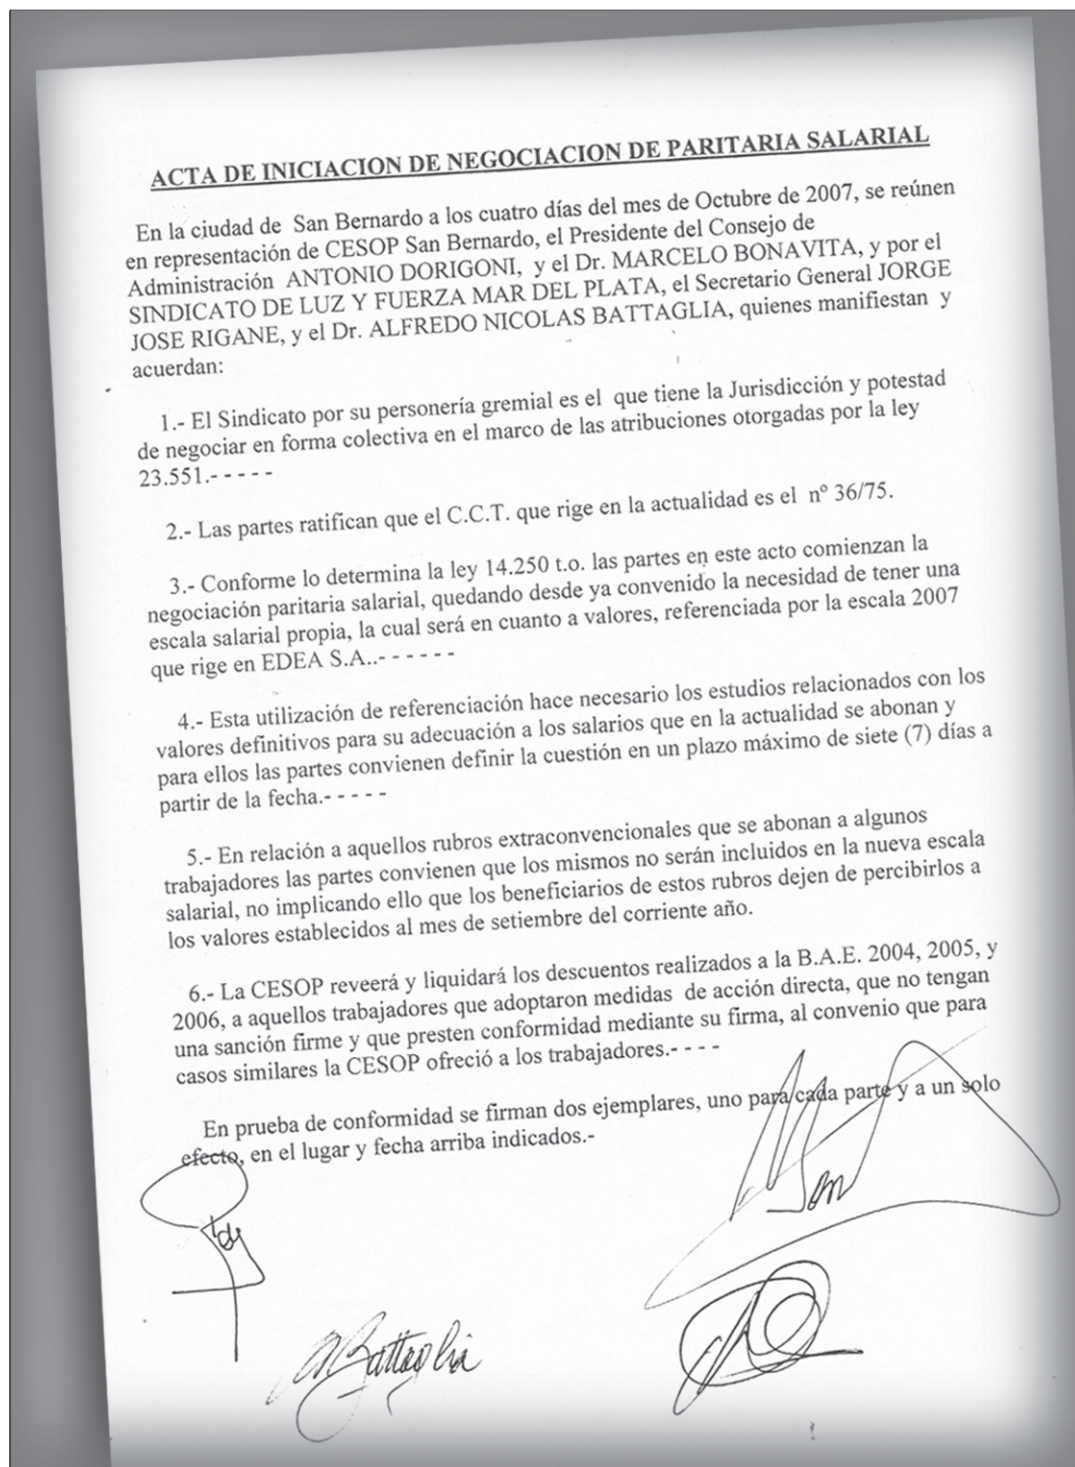 ACTA DE INICIACION DE NEGOCIACION DE PARITARIA SALARIAL
En la ciudad de San Bernardo a los cuatro días del mes de Octubre de 2007, se reúnen
en representación de CESOP San Bernardo, el Presidente del Consejo de
Administración ANTONIO DORIGONI, y el Dr. MARCELO BONAVITA, y por el
SINDICATO DE LUZ Y FUERZA MAR DEL PLATA, el Secretario General JORGE
JOSE RIGANE, y el Dr. ALFREDO NICOLAS BATTAGLIA, quienes manifiestan y
acuerdan:
1.- El Sindicato por su personería gremial es el que tiene la Jurisdicción y potestad
de negociar en forma colectiva en el marco de las atribuciones otorgadas por la ley
23.551.- - - - -
2.- Las partes ratifican que el C.C.T. que rige en la actualidad es el nº 36/75.
3.- Conforme lo determina la ley 14.250 t.o. las partes en este acto comienzan la
negociación paritaria salarial, quedando desde ya convenido la necesidad de tener una
escala salarial propia, la cual será en cuanto a valores, referenciada por la escala 2007
que rige en EDEA S.A..- - - - - -
4.- Esta utilización de referenciación hace necesario los estudios relacionados con los
valores definitivos para su adecuación a los salarios que en la actualidad se abonan y
para ellos las partes convienen definir la cuestión en un plazo máximo de siete (7) días a
partir de la fecha.- - - - -
5.- En relación a aquellos rubros extraconvencionales que se abonan a algunos
trabajadores las partes convienen que los mismos no serán incluidos en la nueva escala
salarial, no implicando ello que los beneficiarios de estos rubros dejen de percibirlos a
los valores establecidos al mes de setiembre del corriente año.
6.- La CESOP reveerá y liquidará los descuentos realizados a la B.A.E. 2004, 2005, y
2006, a aquellos trabajadores que adoptaron medidas de acción directa, que no tengan
una sanción firme y que presten conformidad mediante su firma, al convenio que para
casos similares la CESOP ofreció a los trabajadores.- - - -
En prueba de conformidad se firman dos ejemplares, uno para cada parte y a un solo
efecto, en el lugar y fecha arriba indicados.-
Battaglia